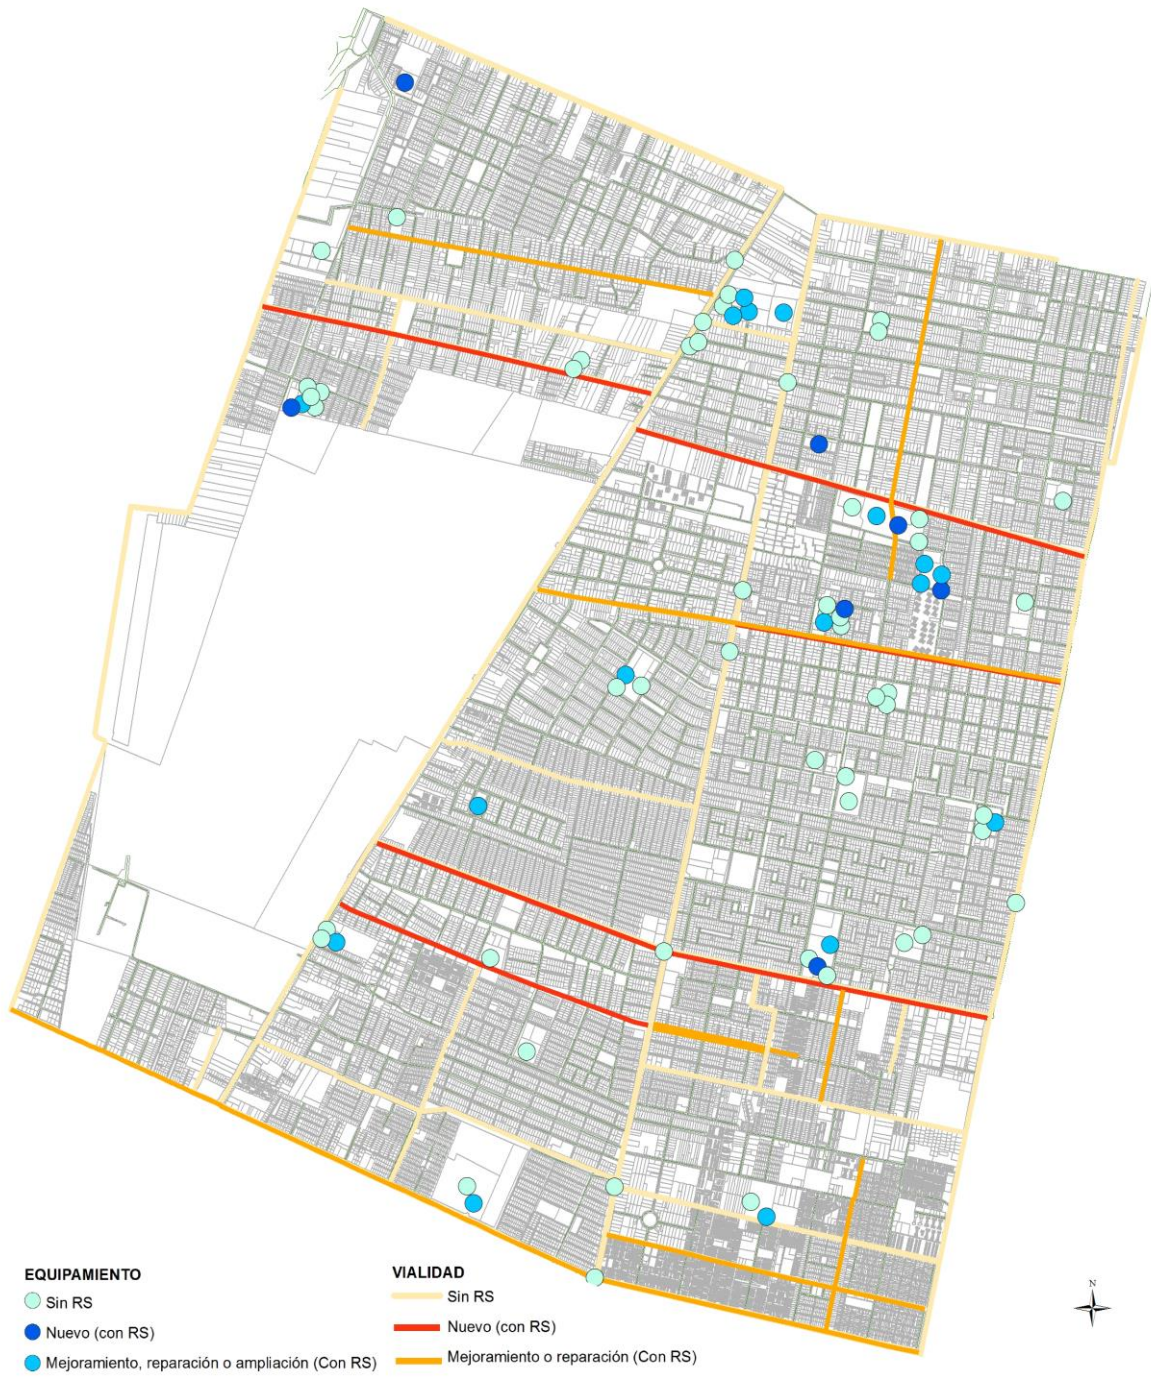 N
EQUIPAMIENTO
Sin RS
Nuevo (con RS)
Mejoramiento, reparación o ampliación (Con RS)
VIALIDAD
Sin RS
Nuevo (con RS)
Mejoramiento o reparación (Con RS)